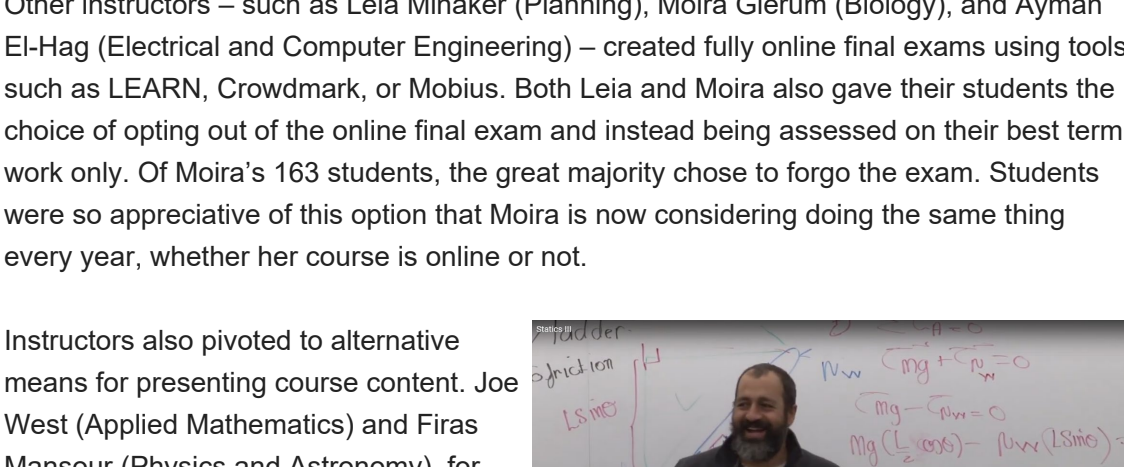 Other instructors – such as Leia Minaker (Planning), Moira Glerum (Biology), and Ayman
El-Hag (Electrical and Computer Engineering) – created fully online final exams using tools
such as LEARN, Crowdmark, or Mobius. Both Leia and Moira also gave their students the
choice of opting out of the online final exam and instead being assessed on their best term
work only. Of Moira’s 163 students, the great majority chose to forgo the exam. Students
were so appreciative of this option that Moira is now considering doing the same thing
every year, whether her course is online or not.
Instructors also pivoted to alternative
means for presenting course content. Joe
West (Applied Mathematics) and Firas
Mansour (Physics and Astronomy), for
Statics III
ladder
friction
LSinθ